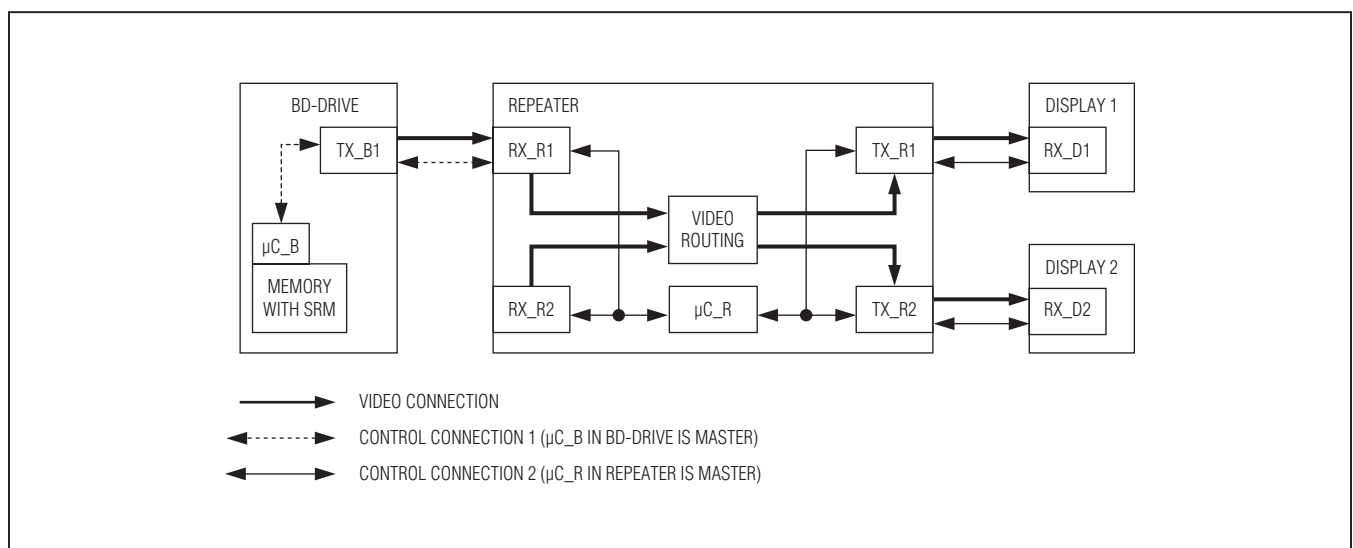 BD-DRIVE
TX_B1
µC_B
MEMORY
WITH SRM
REPEATER
RX_R1
RX_R2
VIDEO
ROUTING
µC_R
TX_R1
TX_R2
DISPLAY 1
RX_D1
DISPLAY 2
RX_D2
VIDEO CONNECTION
CONTROL CONNECTION 1 (µC_B IN BD-DRIVE IS MASTER)
CONTROL CONNECTION 2 (µC_R IN REPEATER IS MASTER)